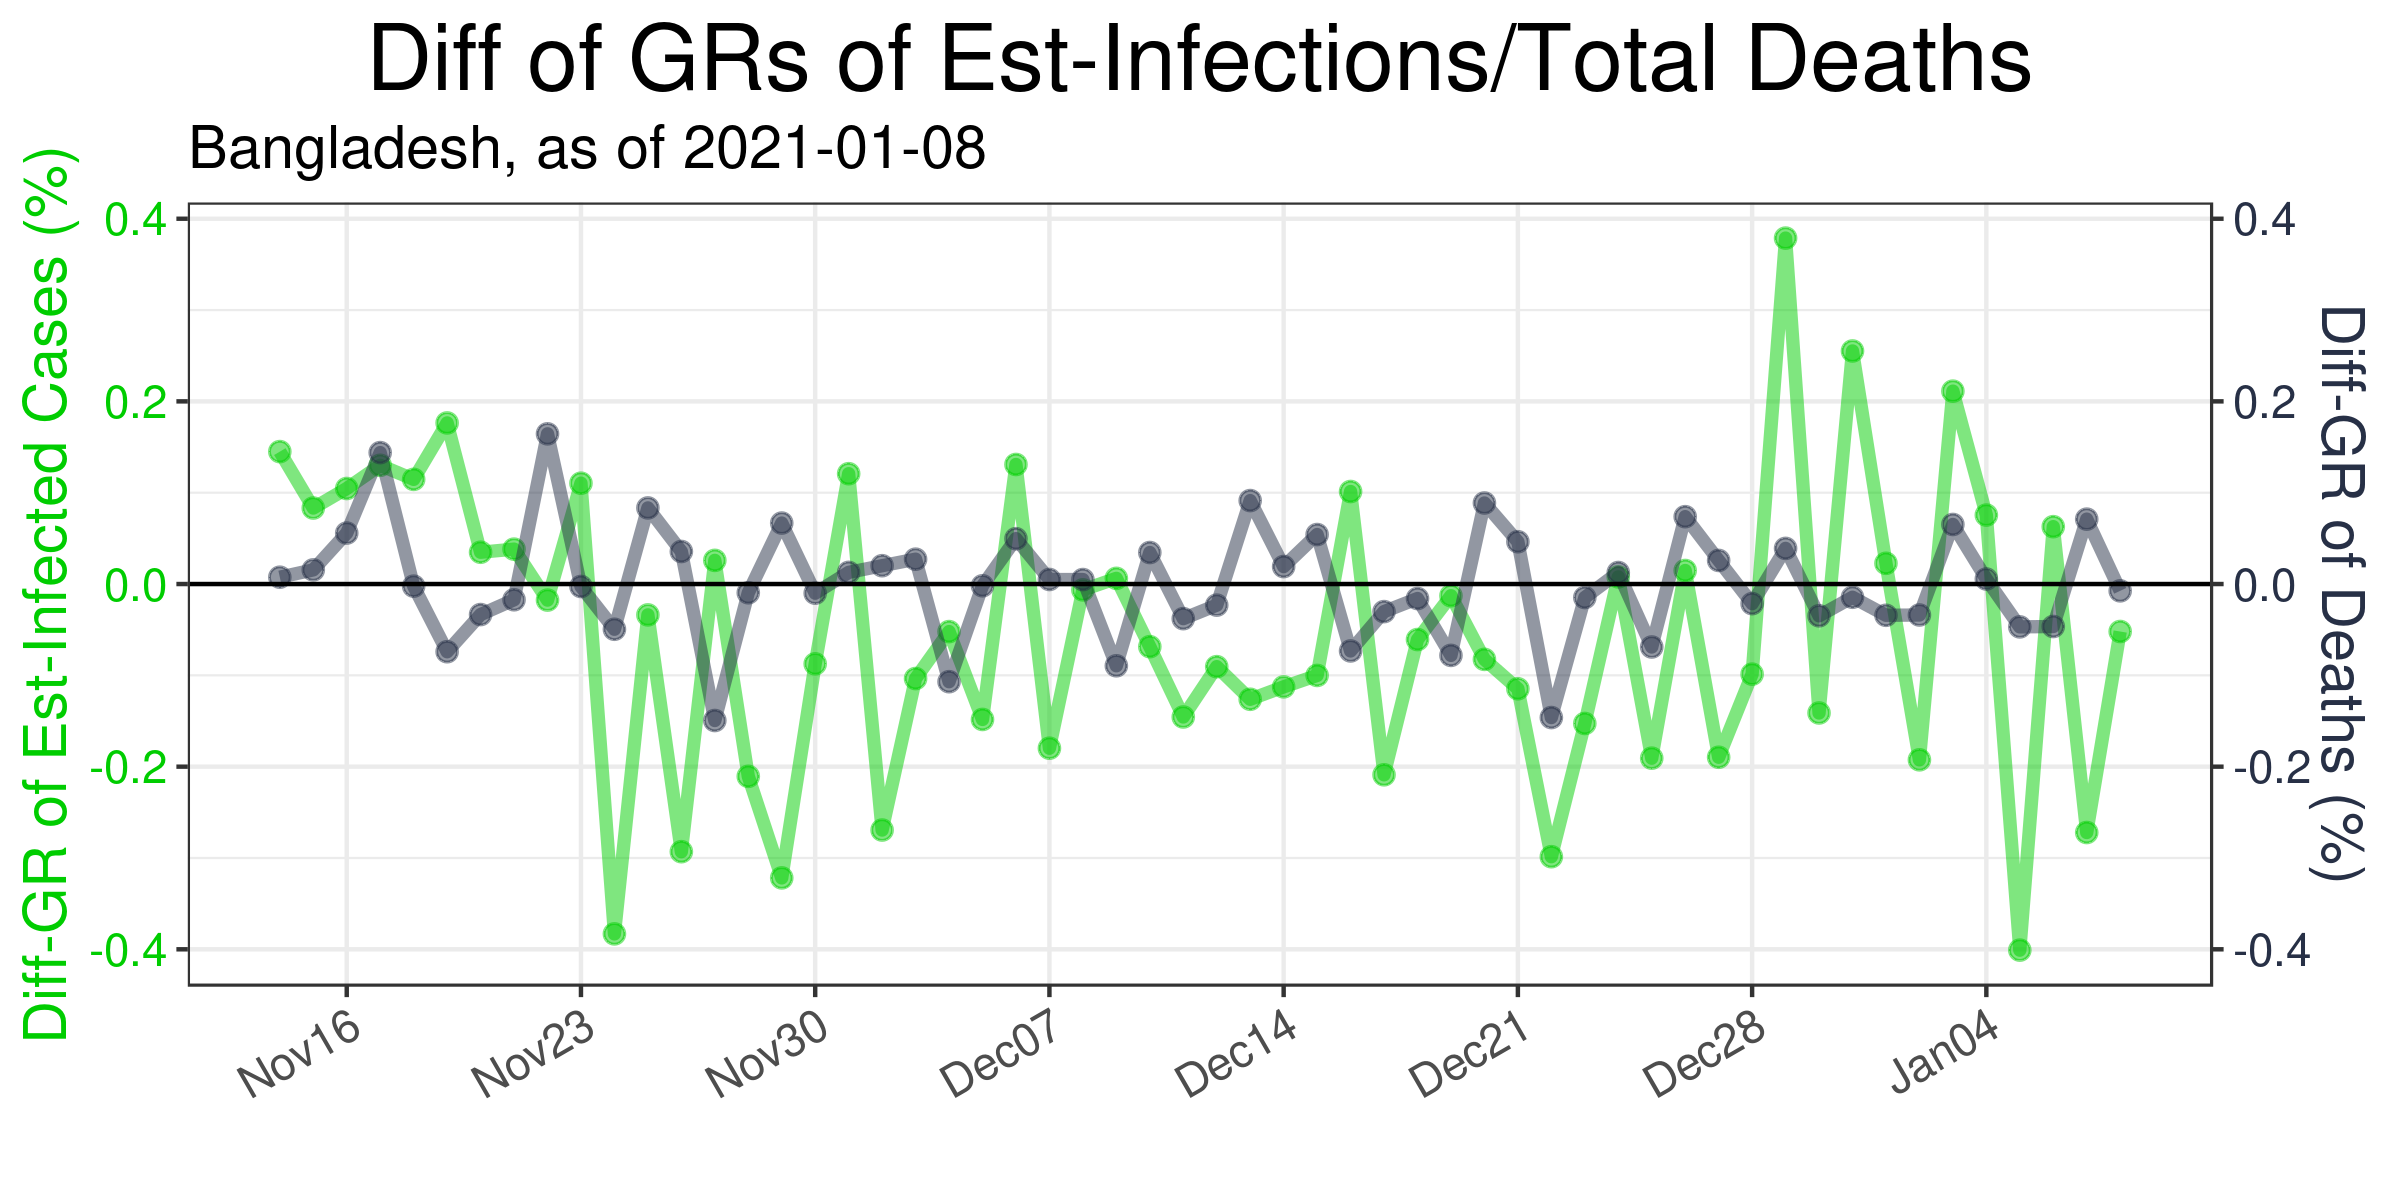 Diff of GRs of Est-Infections/Total Deaths
Bangladesh, as of 2021-01-08
Diff-GR of Est-Infected Cases (%)
0.4
0.2
0.0
-0.2
-0.4
0.4
0.2
0.0
-0.2
-0.4
Diff-GR of Deaths (%)
Nov16
Nov23
Nov30
Dec07
Dec14
Dec21
Dec28
Jan04